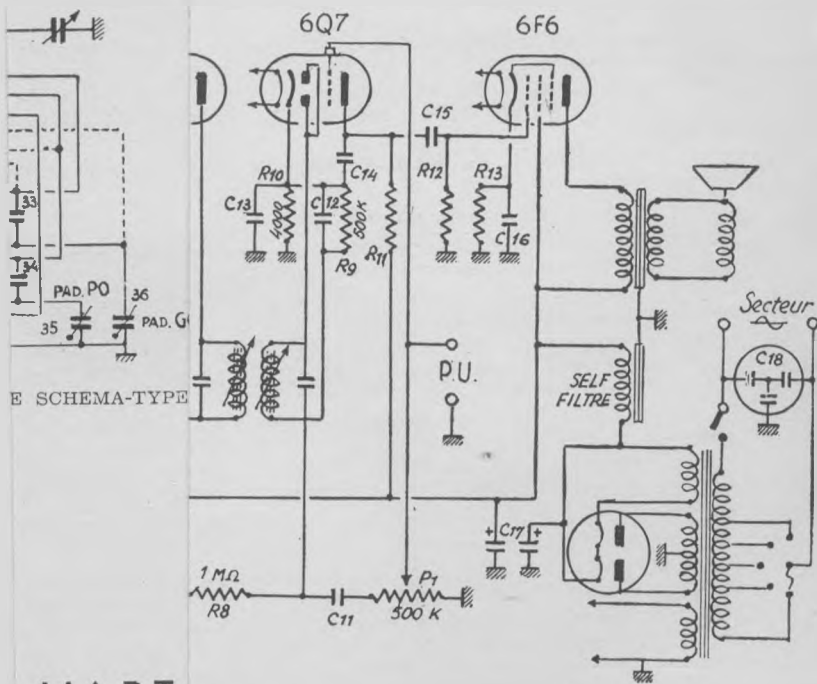 6Q7
6F6
C15
R10
C14
R12
R13
33
C13
4000
C12
500K
R11
C16
R9
34
PAD. PO
36
35
PAD. G
Secteur
P.U.
SELF
FILTRE
C18
E SCHEMA-TYPE
+
C17
+
1 MΩ
P1
R8
C11
500 K